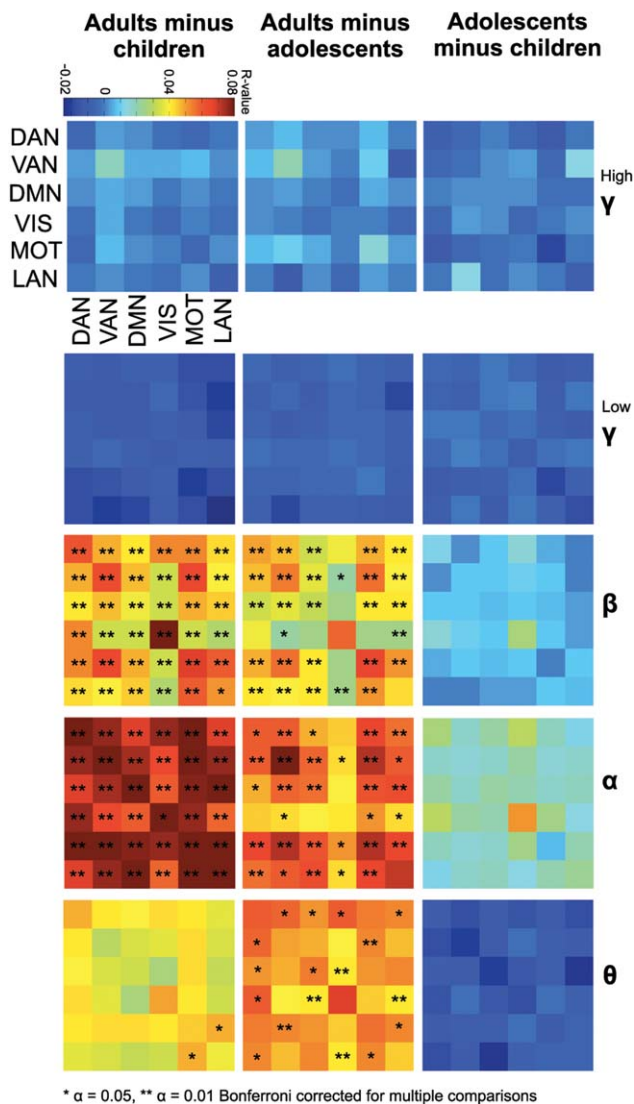 Adults minus children
Adults minus adolescents
Adolescents minus children
R-value
-0.02 0 0.04 0.08
DAN
VAN
DMN
VIS
MOT
LAN
High
γ
DAN VAN DMN VIS MOT LAN
Low
γ
β
α
θ
* α = 0.05, ** α = 0.01 Bonferroni corrected for multiple comparisons